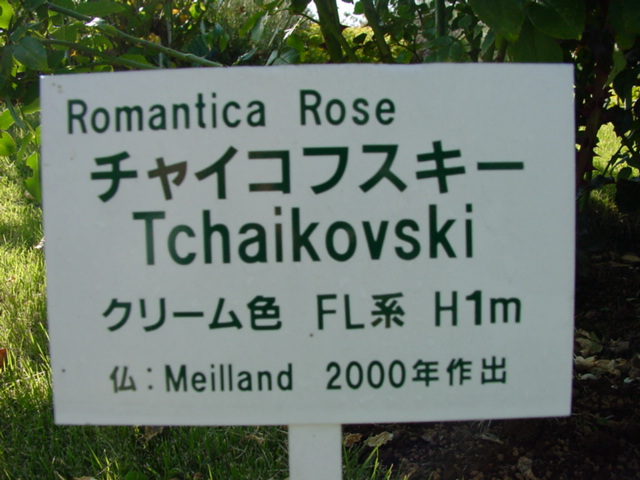 Romantica Rose
チャイコフスキー
Tchaikovski
クリーム色 FL系 H1m
仏：Meilland 2000年作出